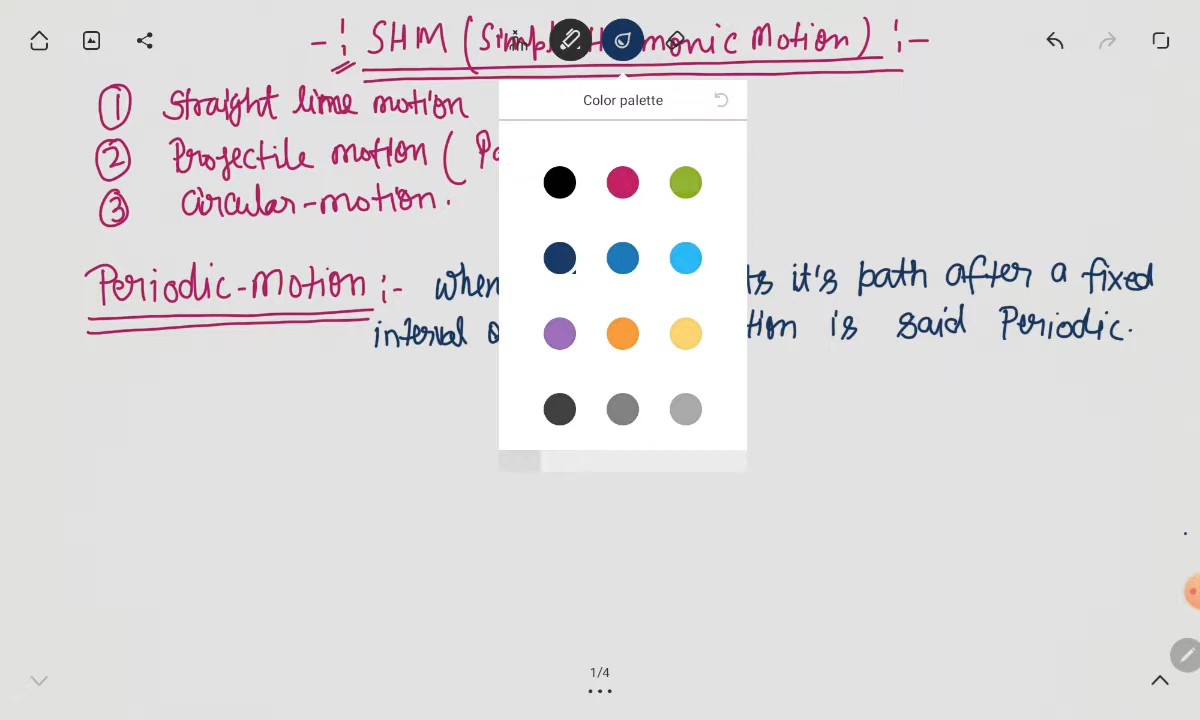 -: SHM (Simple Harmonic Motion) :-
Color palette
① Straight lime motion
② Projectile motion (
③ Circular-motion.
Periodic-Motion :- when it's path after a fixed
interval is said Periodic.
1/4